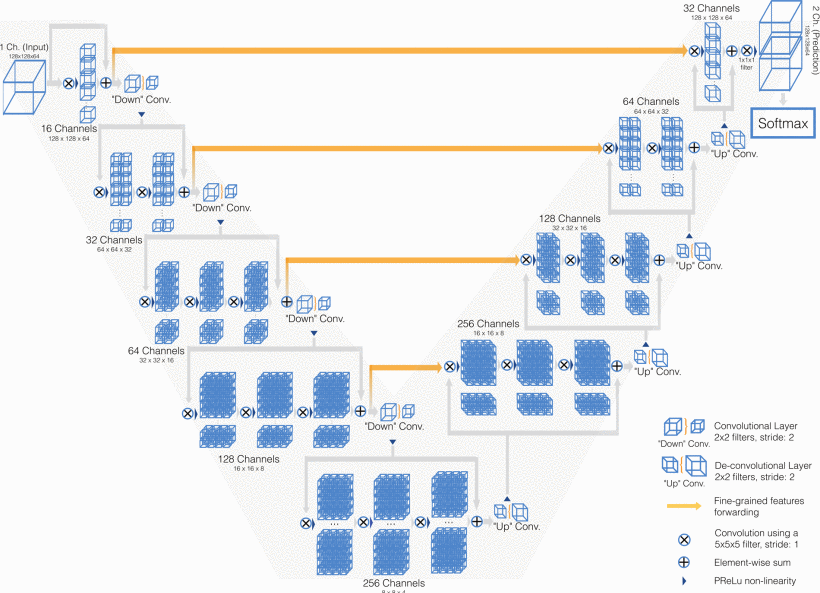 1 Ch. (Input)
128x128x64
"Down" Conv.
16 Channels
128 x 128 x 64
"Down" Conv.
32 Channels
64 x 64 x 32
"Down" Conv.
64 Channels
32 x 32 x 16
"Down" Conv.
128 Channels
16 x 16 x 8
256 Channels
8 x 8 x 4
"Up" Conv.
256 Channels
16 x 16 x 8
"Up" Conv.
128 Channels
32 x 32 x 16
"Up" Conv.
64 Channels
64 x 64 x 32
"Up" Conv.
32 Channels
128 x 128 x 64
1x1x1
filter
2 Ch. (Prediction)
128x128x64
Softmax
"Down" Conv.
Convolutional Layer
2x2 filters, stride: 2
"Up" Conv.
De-convolutional Layer
2x2 filters, stride: 2
Fine-grained features
forwarding
Convolution using a
5x5x5 filter, stride: 1
Element-wise sum
PReLu non-linearity